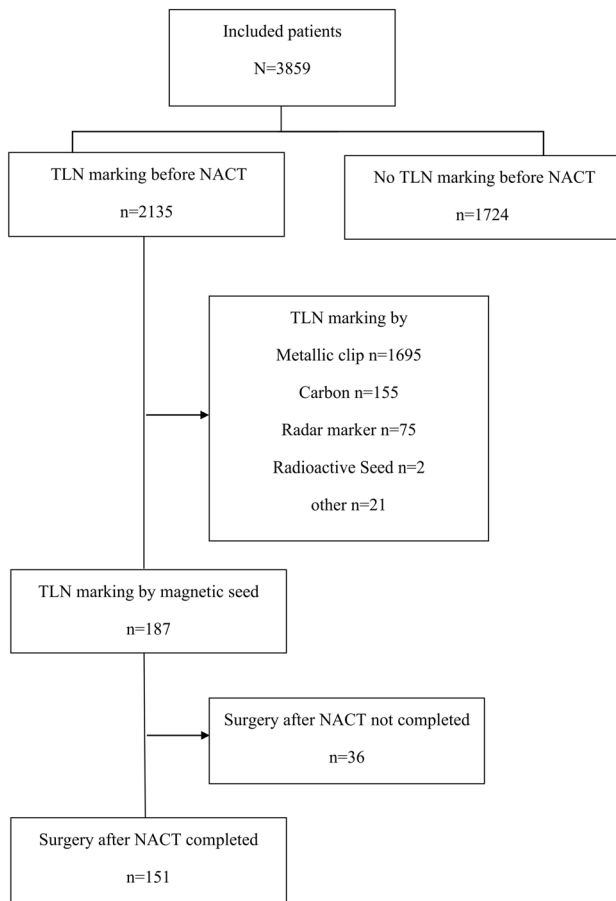 Included patients
N=3859
TLN marking before NACT
n=2135
No TLN marking before NACT
n=1724
TLN marking by
Metallic clip n=1695
Carbon n=155
Radar marker n=75
Radioactive Seed n=2
other n=21
TLN marking by magnetic seed
n=187
Surgery after NACT not completed
n=36
Surgery after NACT completed
n=151